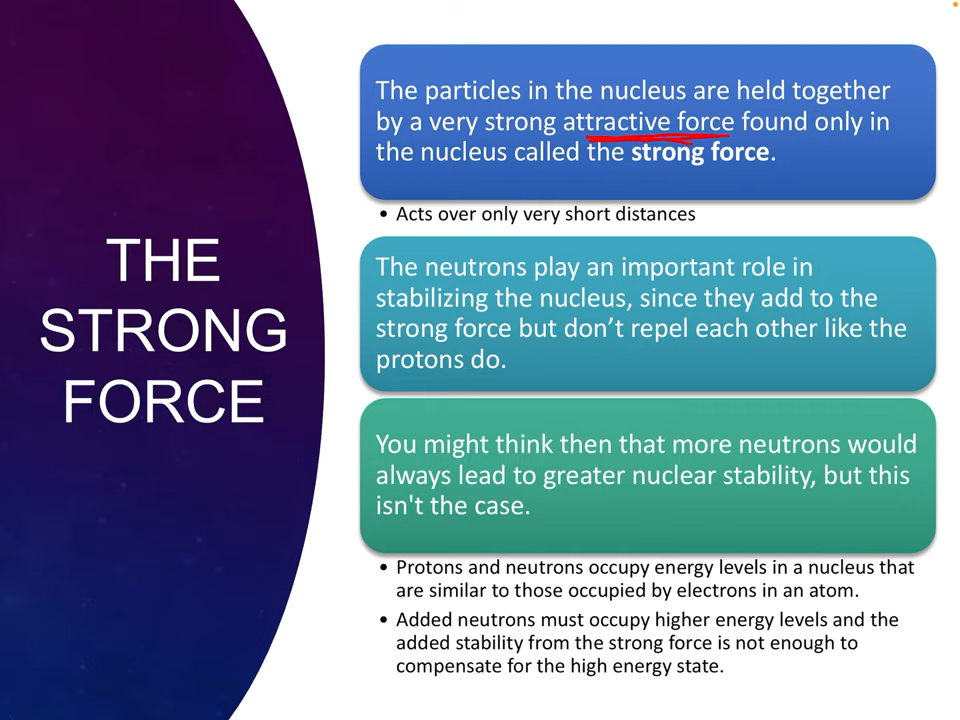 THE
STRONG
FORCE
The particles in the nucleus are held together
by a very strong attractive force found only in
the nucleus called the strong force.
• Acts over only very short distances
The neutrons play an important role in
stabilizing the nucleus, since they add to the
strong force but don’t repel each other like the
protons do.
You might think then that more neutrons would
always lead to greater nuclear stability, but this
isn't the case.
• Protons and neutrons occupy energy levels in a nucleus that
are similar to those occupied by electrons in an atom.
• Added neutrons must occupy higher energy levels and the
added stability from the strong force is not enough to
compensate for the high energy state.